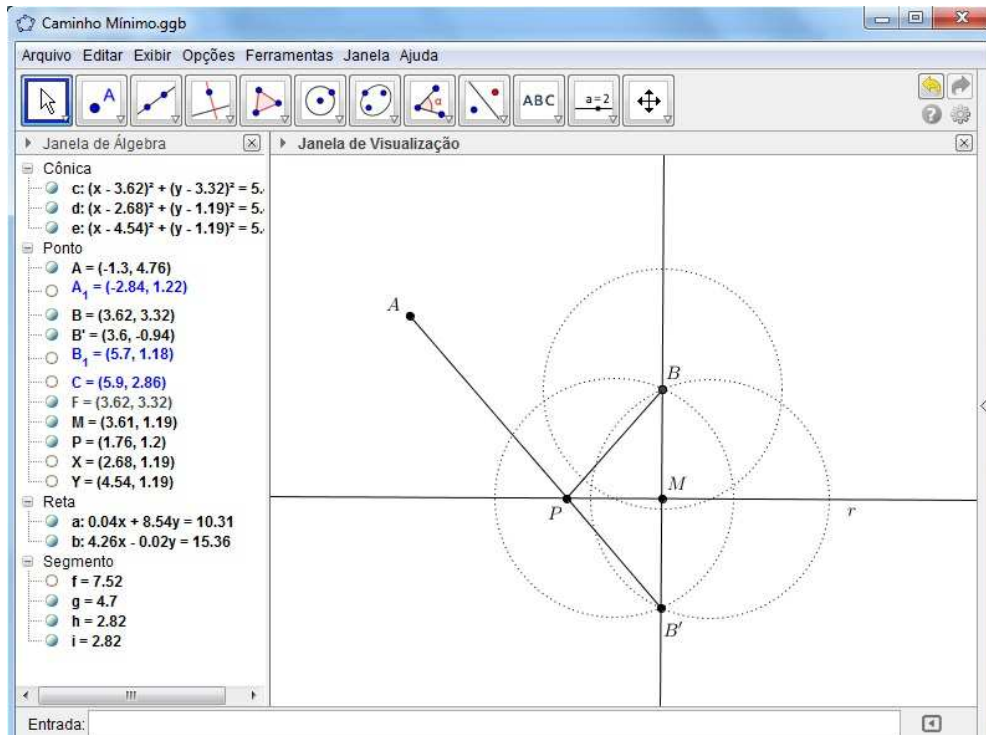 Caminho Mínimo.ggb
Arquivo Editar Exibir Opções Ferramentas Janela Ajuda
A α ABC a=2
Janela de Álgebra
Janela de Visualização
Cônica
c: (x - 3.62)² + (y - 3.32)² = 5.
d: (x - 2.68)² + (y - 1.19)² = 5.
e: (x - 4.54)² + (y - 1.19)² = 5.
Ponto
A = (-1.3, 4.76)
A₁ = (-2.84, 1.22)
B = (3.62, 3.32)
B' = (3.6, -0.94)
B₁ = (5.7, 1.18)
C = (5.9, 2.86)
F = (3.62, 3.32)
M = (3.61, 1.19)
P = (1.76, 1.2)
X = (2.68, 1.19)
Y = (4.54, 1.19)
Reta
a: 0.04x + 8.54y = 10.31
b: 4.26x - 0.02y = 15.36
Segmento
f = 7.52
g = 4.7
h = 2.82
i = 2.82
A
B
M
P
r
B'
Entrada: